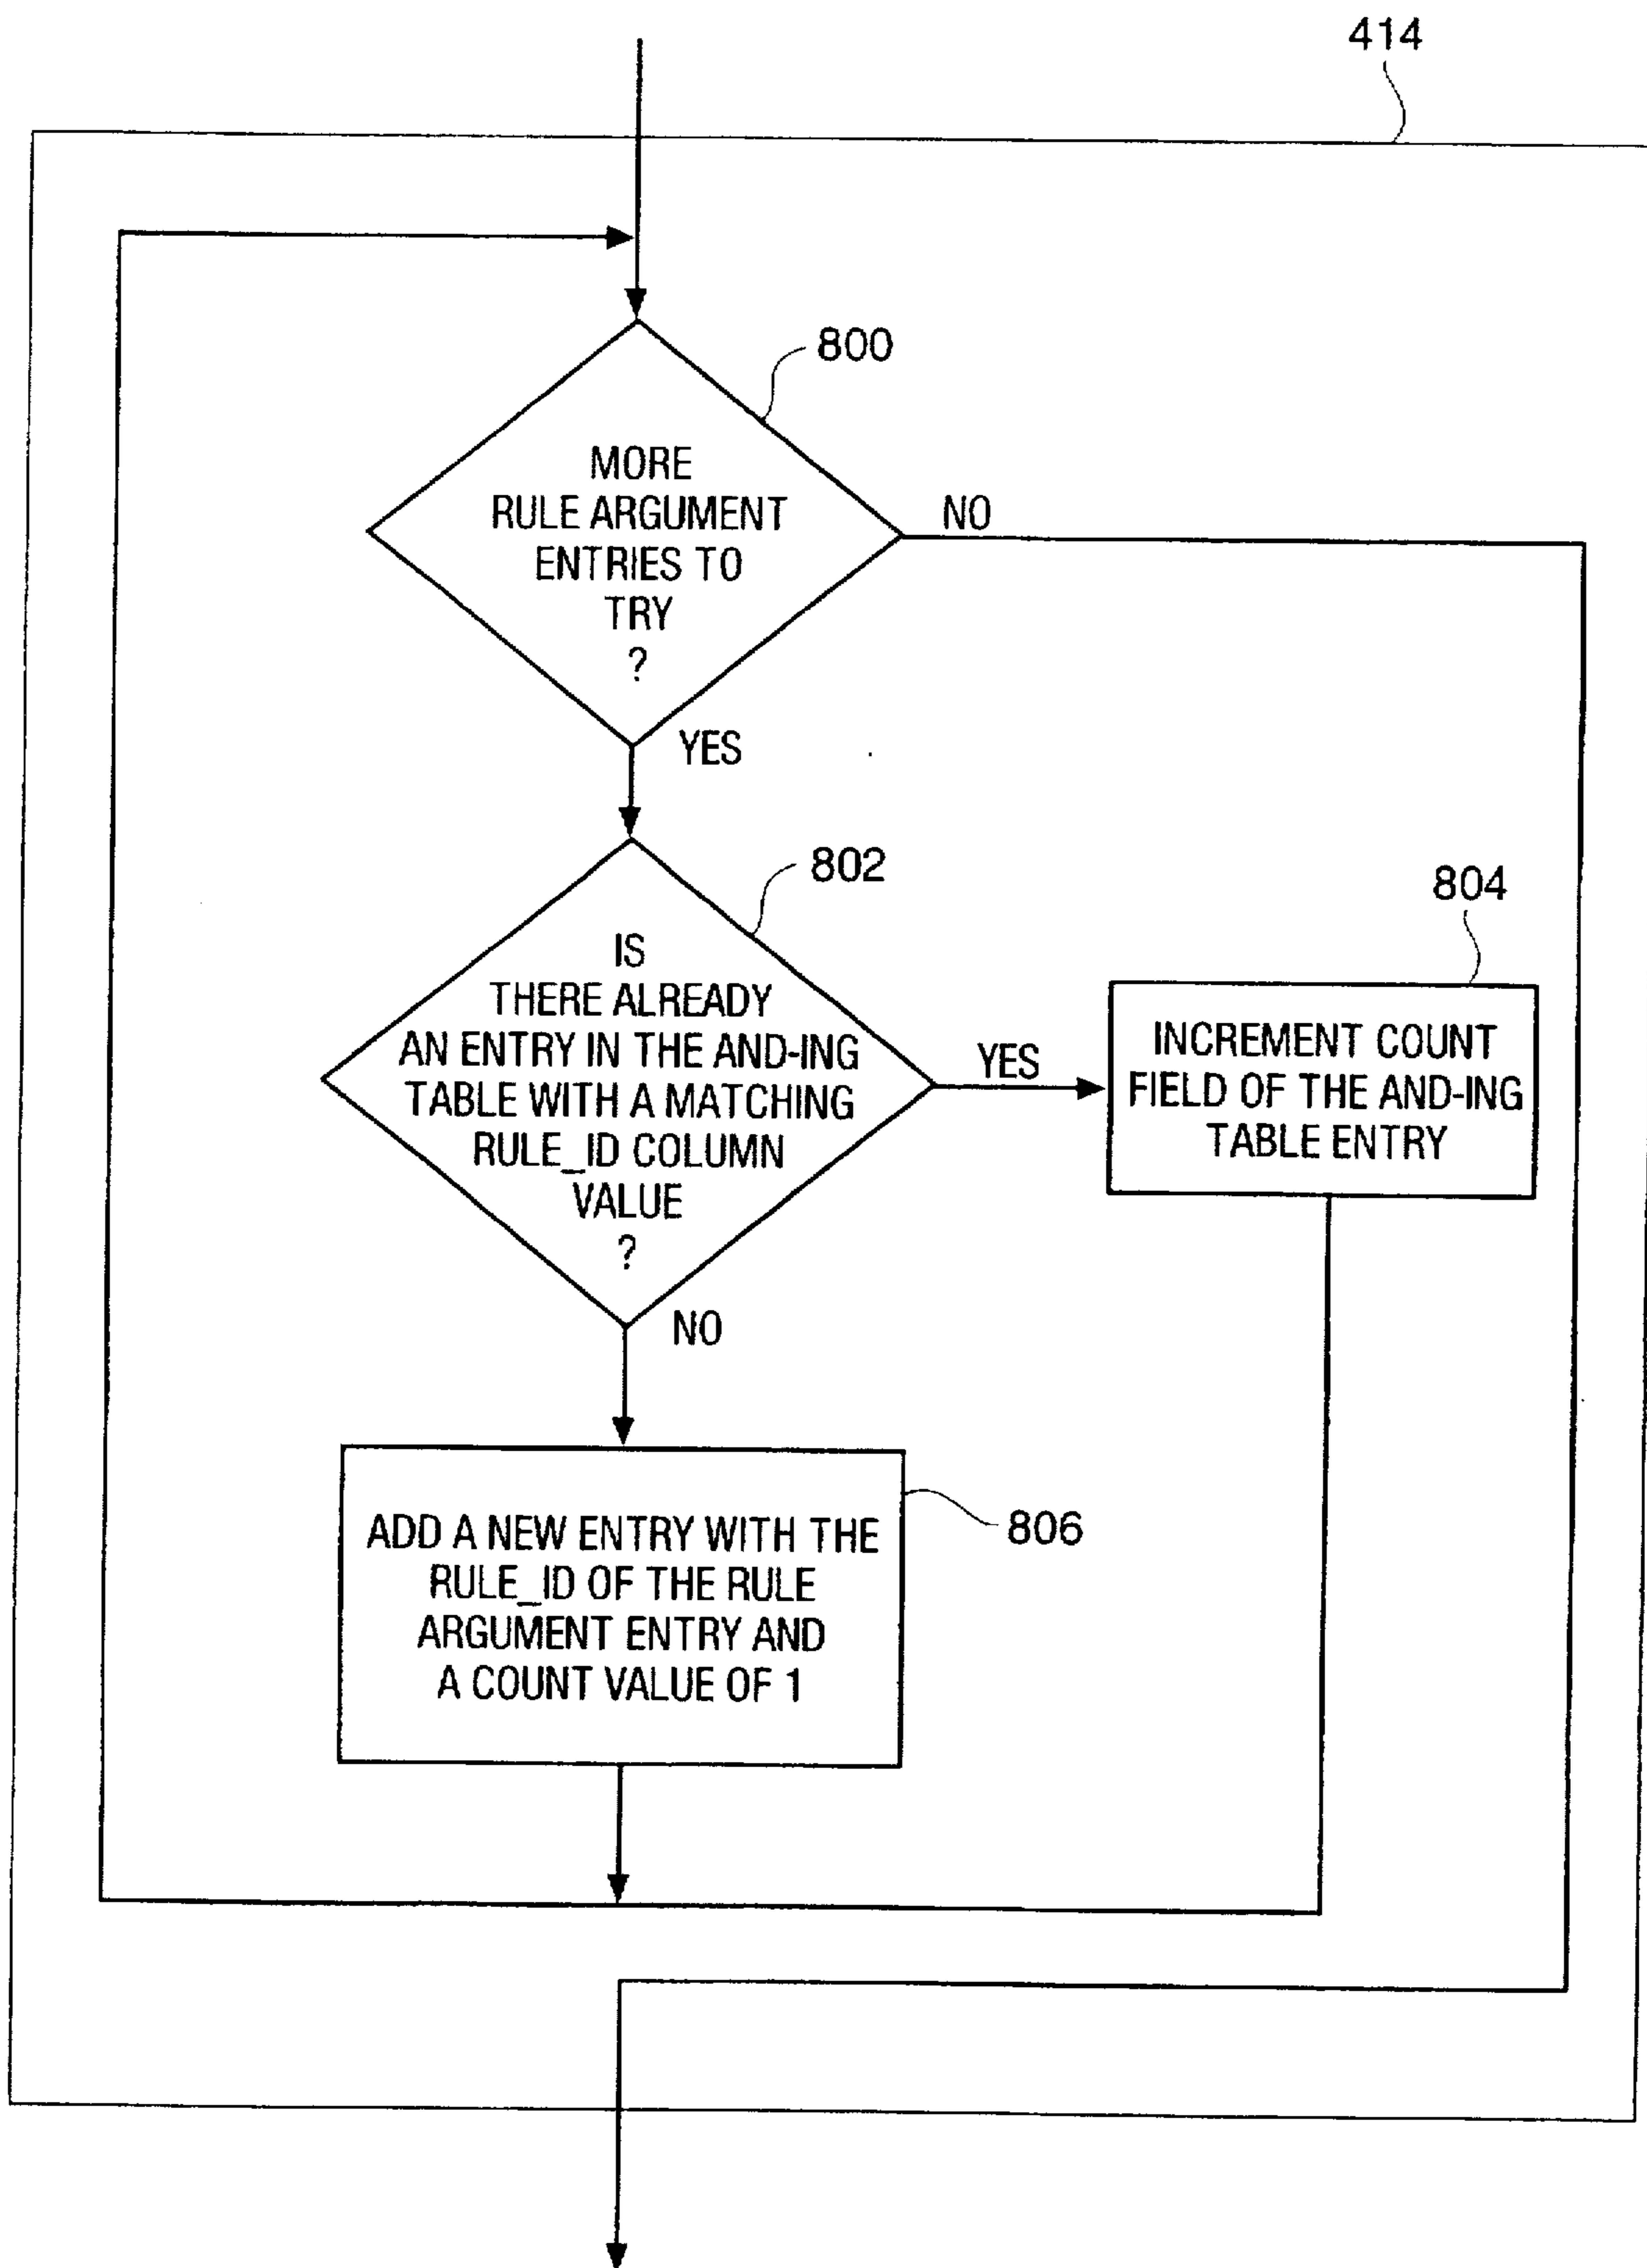 414
800
MORE
RULE ARGUMENT
ENTRIES TO
TRY
?
NO
YES
802
IS
THERE ALREADY
AN ENTRY IN THE AND-ING
TABLE WITH A MATCHING
RULE_ID COLUMN
VALUE
?
YES
804
INCREMENT COUNT
FIELD OF THE AND-ING
TABLE ENTRY
NO
806
ADD A NEW ENTRY WITH THE
RULE_ID OF THE RULE
ARGUMENT ENTRY AND
A COUNT VALUE OF 1